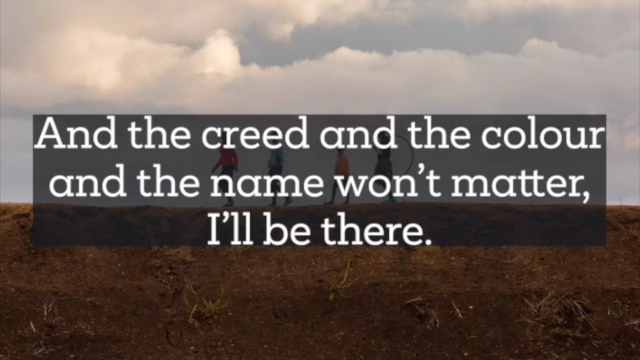 And the creed and the colour
and the name won't matter,
I'll be there.